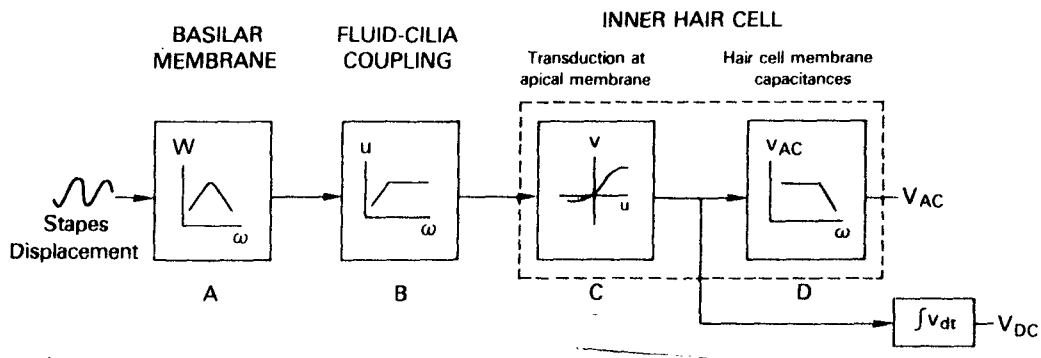 INNER HAIR CELL
BASILAR
MEMBRANE
FLUID-CILIA
COUPLING
Transduction at
apical membrane
Hair cell membrane
capacitances
W
ω
u
ω
v
u
vAC
ω
Stapes
Displacement
VAC
A
B
C
D
∫vdt
VDC